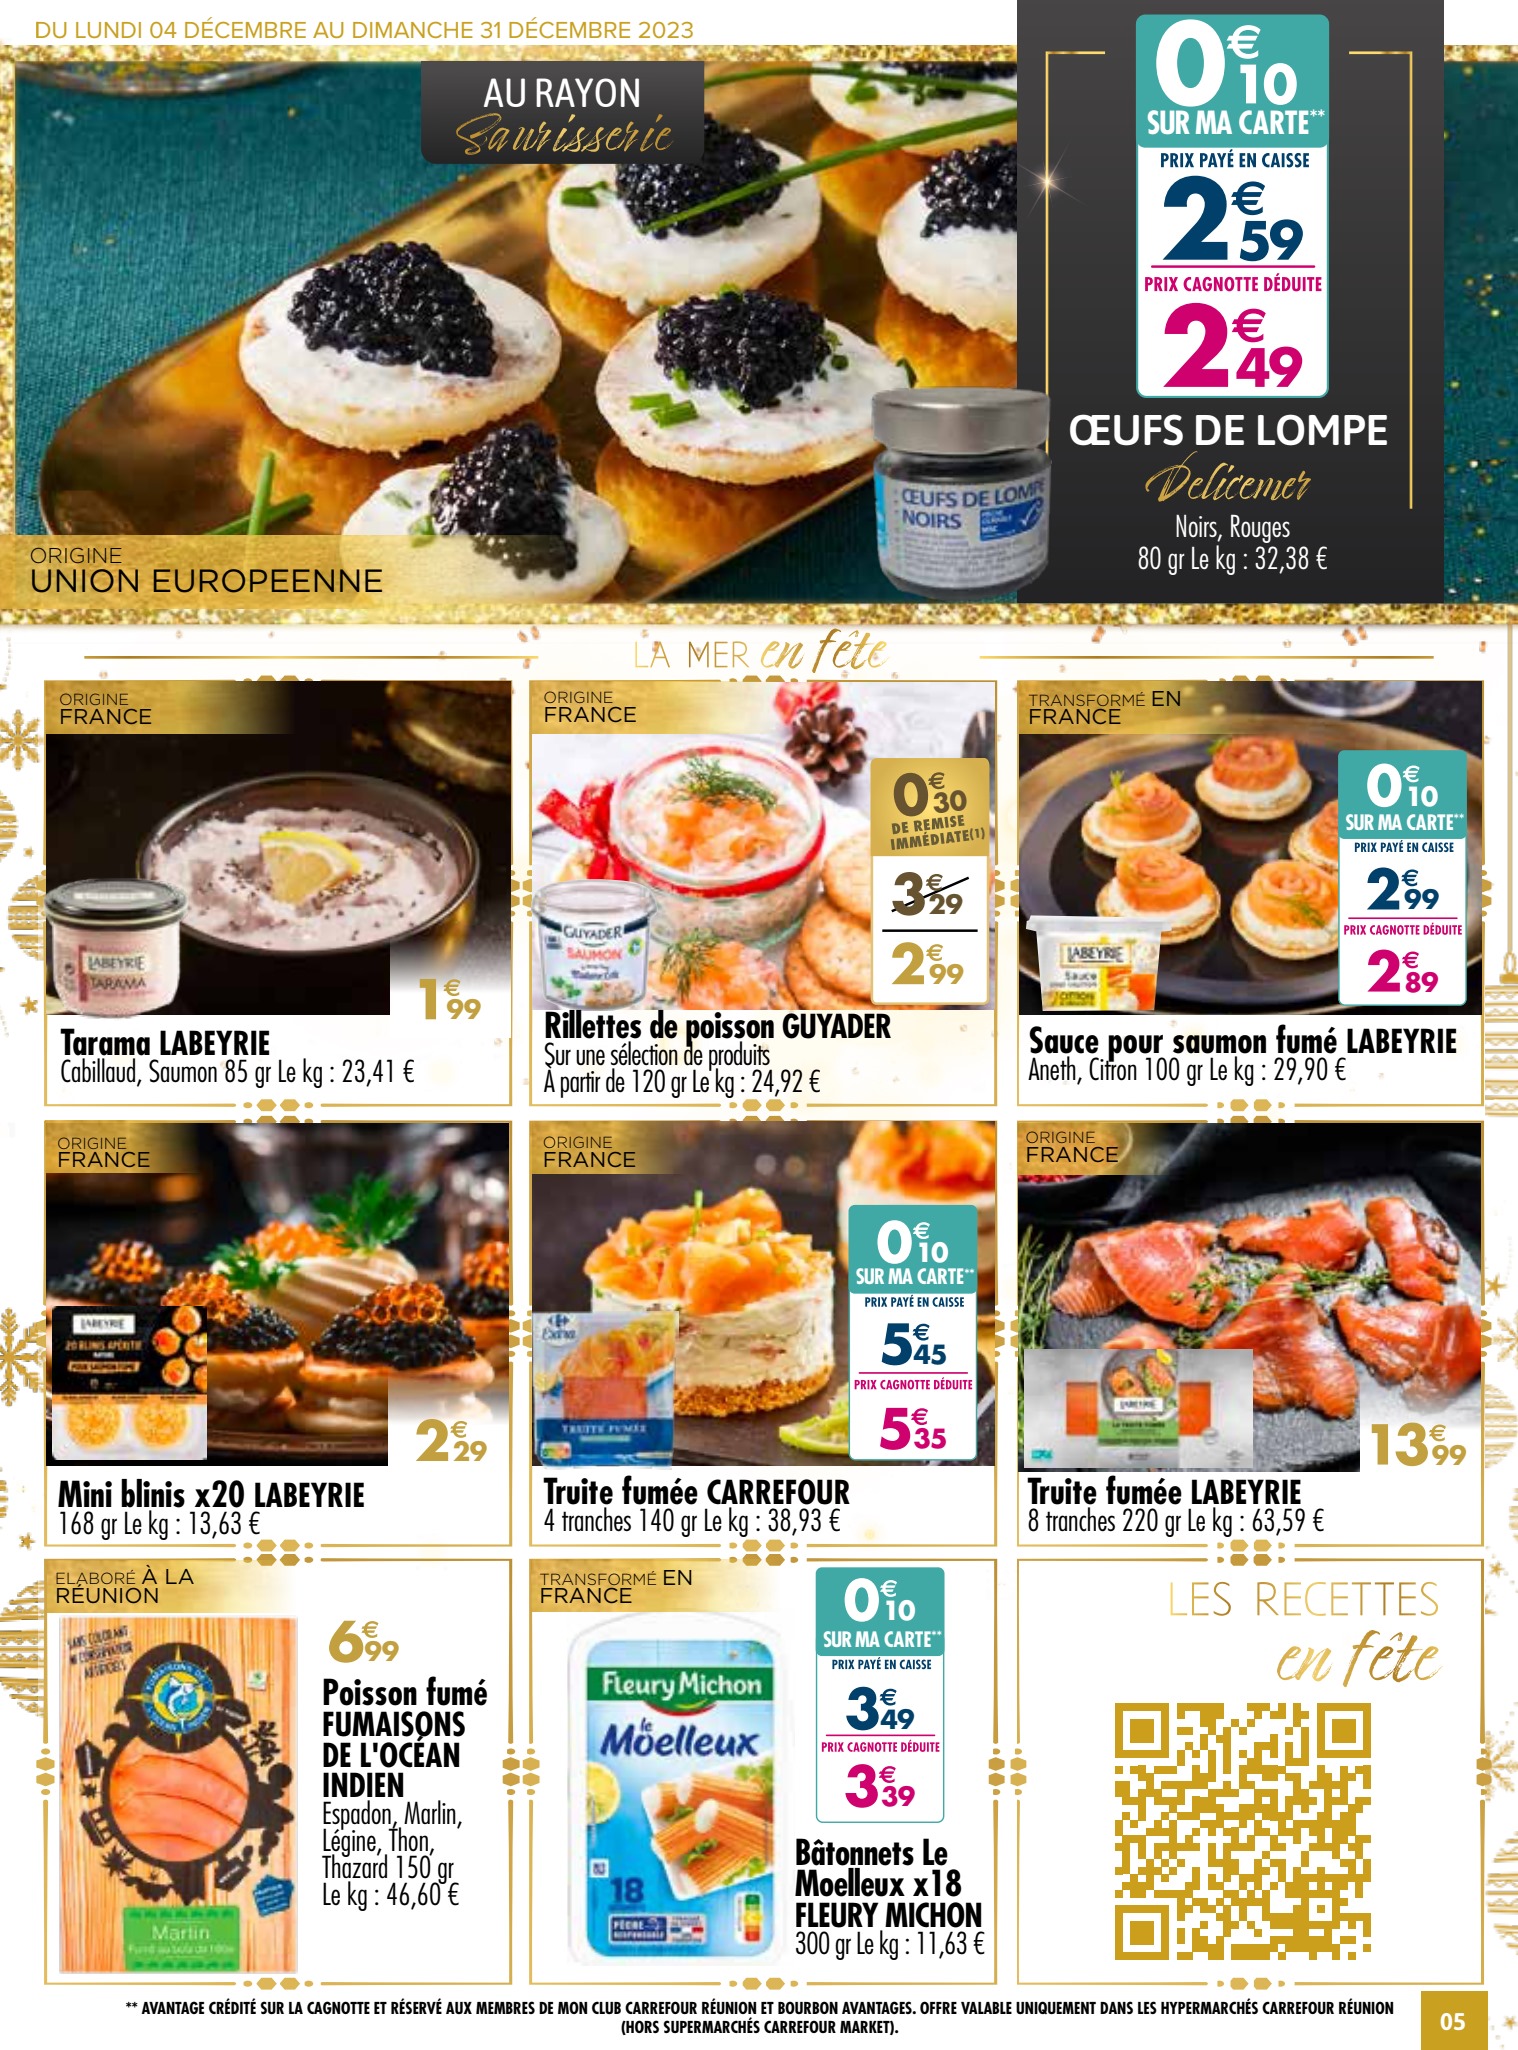 DU LUNDI 04 DÉCEMBRE AU DIMANCHE 31 DÉCEMBRE 2023
AU RAYON
Saurisserie
ORIGINE
UNION EUROPEENNE
0€10
SUR MA CARTE**
PRIX PAYÉ EN CAISSE
2€59
PRIX CAGNOTTE DÉDUITE
2€49
ŒUFS DE LOMPE
Delicemer
Noirs, Rouges
80 gr Le kg : 32,38 €
ŒUFS DE LOMPE
NOIRS
MSC
LA MER en fête
ORIGINE
FRANCE
LABEYRIE
TARAMA
1€99
Tarama LABEYRIE
Cabillaud, Saumon 85 gr Le kg : 23,41 €
ORIGINE
FRANCE
0€30
DE REMISE
IMMÉDIATE(1)
3€29
2€99
GUYADER
SAUMON
Rillettes de poisson GUYADER
Sur une sélection de produits
À partir de 120 gr Le kg : 24,92 €
TRANSFORMÉ EN
FRANCE
0€10
SUR MA CARTE**
PRIX PAYÉ EN CAISSE
2€99
PRIX CAGNOTTE DÉDUITE
2€89
LABEYRIE
Sauce
Sauce pour saumon fumé LABEYRIE
Aneth, Citron 100 gr Le kg : 29,90 €
ORIGINE
FRANCE
LABEYRIE
20 BLINIS APÉRITIF
2€29
Mini blinis x20 LABEYRIE
168 gr Le kg : 13,63 €
ORIGINE
FRANCE
0€10
SUR MA CARTE**
PRIX PAYÉ EN CAISSE
5€45
PRIX CAGNOTTE DÉDUITE
5€35
Extra
TRUITE FUMÉE
Truite fumée CARREFOUR
4 tranches 140 gr Le kg : 38,93 €
ORIGINE
FRANCE
LABEYRIE
LA TRUITE FUMÉE
13€99
Truite fumée LABEYRIE
8 tranches 220 gr Le kg : 63,59 €
ELABORÉ À LA
RÉUNION
SANS COLORANT
NI CONSERVATEUR
ARTIFICIELS
FUMAISONS DE
L'OCÉAN INDIEN
Marlin
6€99
Poisson fumé
FUMAISONS
DE L'OCÉAN
INDIEN
Espadon, Marlin,
Légine, Thon,
Thazard 150 gr
Le kg : 46,60 €
TRANSFORMÉ EN
FRANCE
Fleury Michon
le
Moelleux
18
PÊCHE
RESPONSABLE
0€10
SUR MA CARTE**
PRIX PAYÉ EN CAISSE
3€49
PRIX CAGNOTTE DÉDUITE
3€39
Bâtonnets Le
Moelleux x18
FLEURY MICHON
300 gr Le kg : 11,63 €
LES RECETTES
en fête
** AVANTAGE CRÉDITÉ SUR LA CAGNOTTE ET RÉSERVÉ AUX MEMBRES DE MON CLUB CARREFOUR RÉUNION ET BOURBON AVANTAGES. OFFRE VALABLE UNIQUEMENT DANS LES HYPERMARCHÉS CARREFOUR RÉUNION
(HORS SUPERMARCHÉS CARREFOUR MARKET).
05